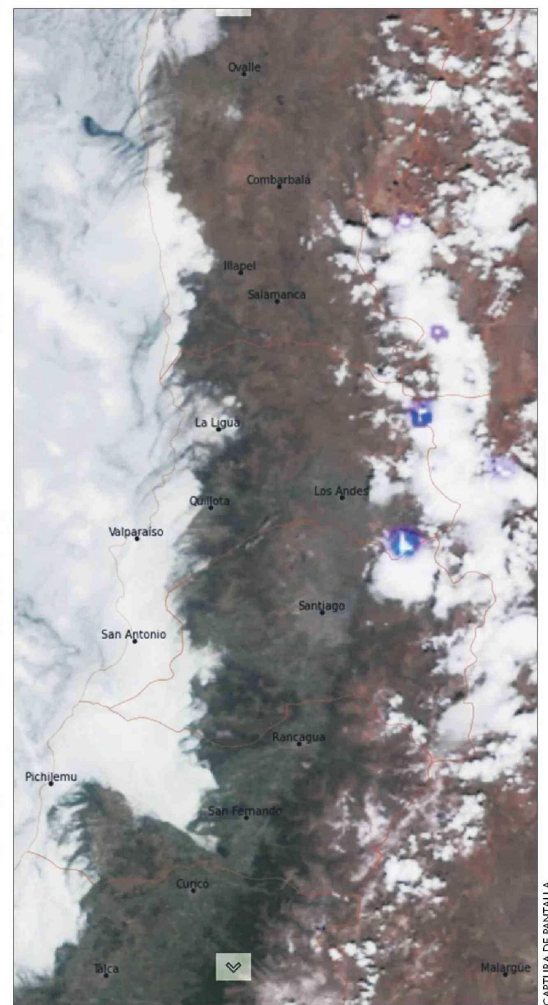 Ovalle
Combarbalá
Illapel
Salamanca
La Ligua
Los Andes
Quillota
Valparaíso
Santiago
San Antonio
Rancagua
Pichilemu
San Fernando
Curicó
Talca
Malargüe
APTURA DE PANTALLA